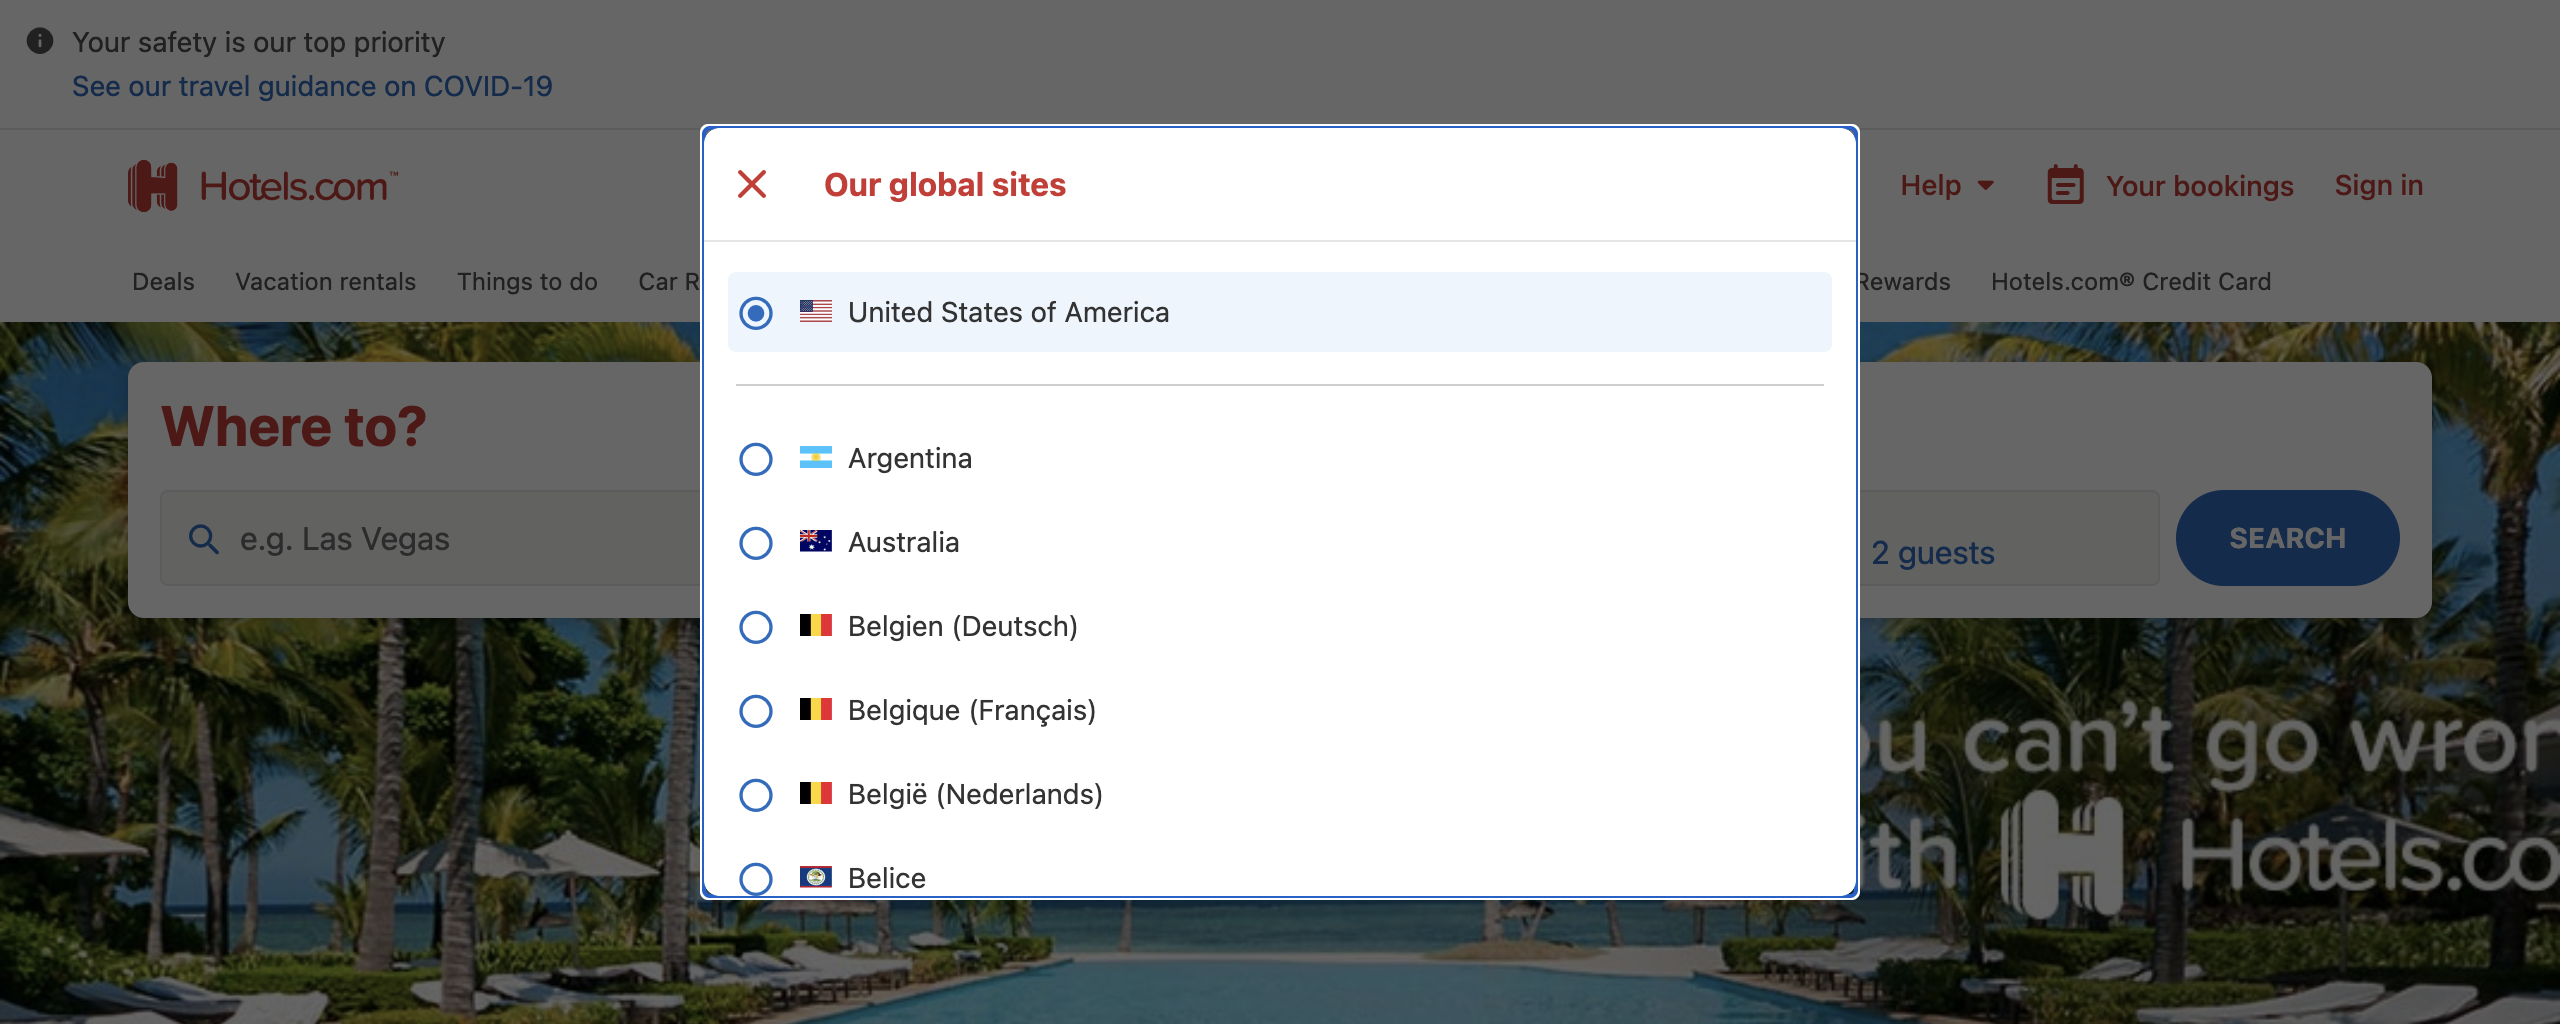 Your safety is our top priority
See our travel guidance on COVID-19
Hotels.com™
Help
Your bookings
Sign in
Deals
Vacation rentals
Things to do
Car R
Rewards
Hotels.com® Credit Card
Where to?
e.g. Las Vegas
2 guests
SEARCH
Our global sites
United States of America
Argentina
Australia
Belgien (Deutsch)
Belgique (Français)
België (Nederlands)
Belice
u can't go wron
th Hotels.co